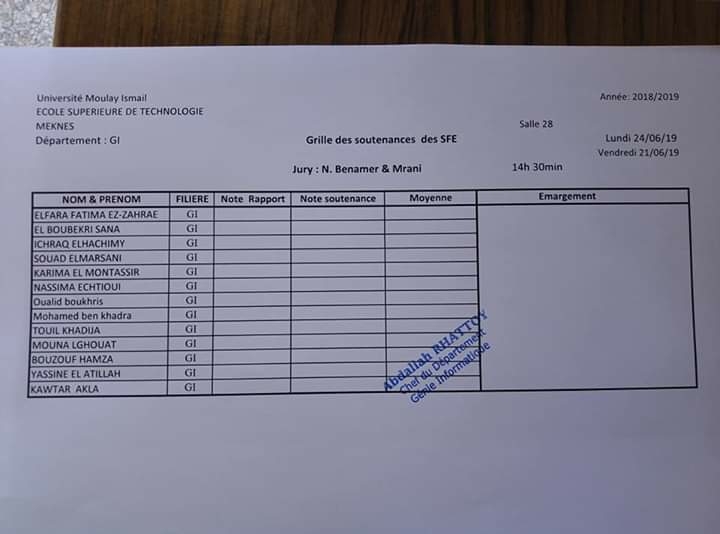 Université Moulay Ismail
Année: 2018/2019
ECOLE SUPERIEURE DE TECHNOLOGIE
MEKNES
Salle 28
Département : GI
Grille des soutenances des SFE
Lundi 24/06/19
Vendredi 21/06/19
Jury : N. Benamer & Mrani
14h 30min
NOM & PRENOM FILIERE Note Rapport Note soutenance Moyenne Emargement
ELFARA FATIMA EZ-ZAHRAE GI
EL BOUBEKRI SANA GI
ICHRAQ ELHACHIMY GI
SOUAD ELMARSANI GI
KARIMA EL MONTASSIR GI
NASSIMA ECHTIOUI GI
Oualid boukhris GI
Mohamed ben khadra GI
TOUIL KHADIJA GI
MOUNA LGHOUAT GI
BOUZOUF HAMZA GI
YASSINE EL ATILLAH GI
KAWTAR AKLA GI
Abdallah RHATTOY
Chef du Département
Génie Informatique